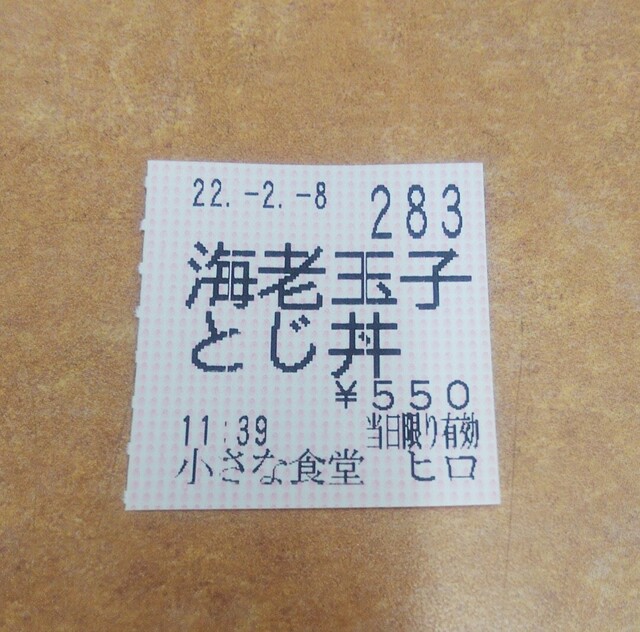 22.-2.-8 283
海老玉子
とじ丼
¥550
11:39 当日限り有効
小さな食堂 ヒロ